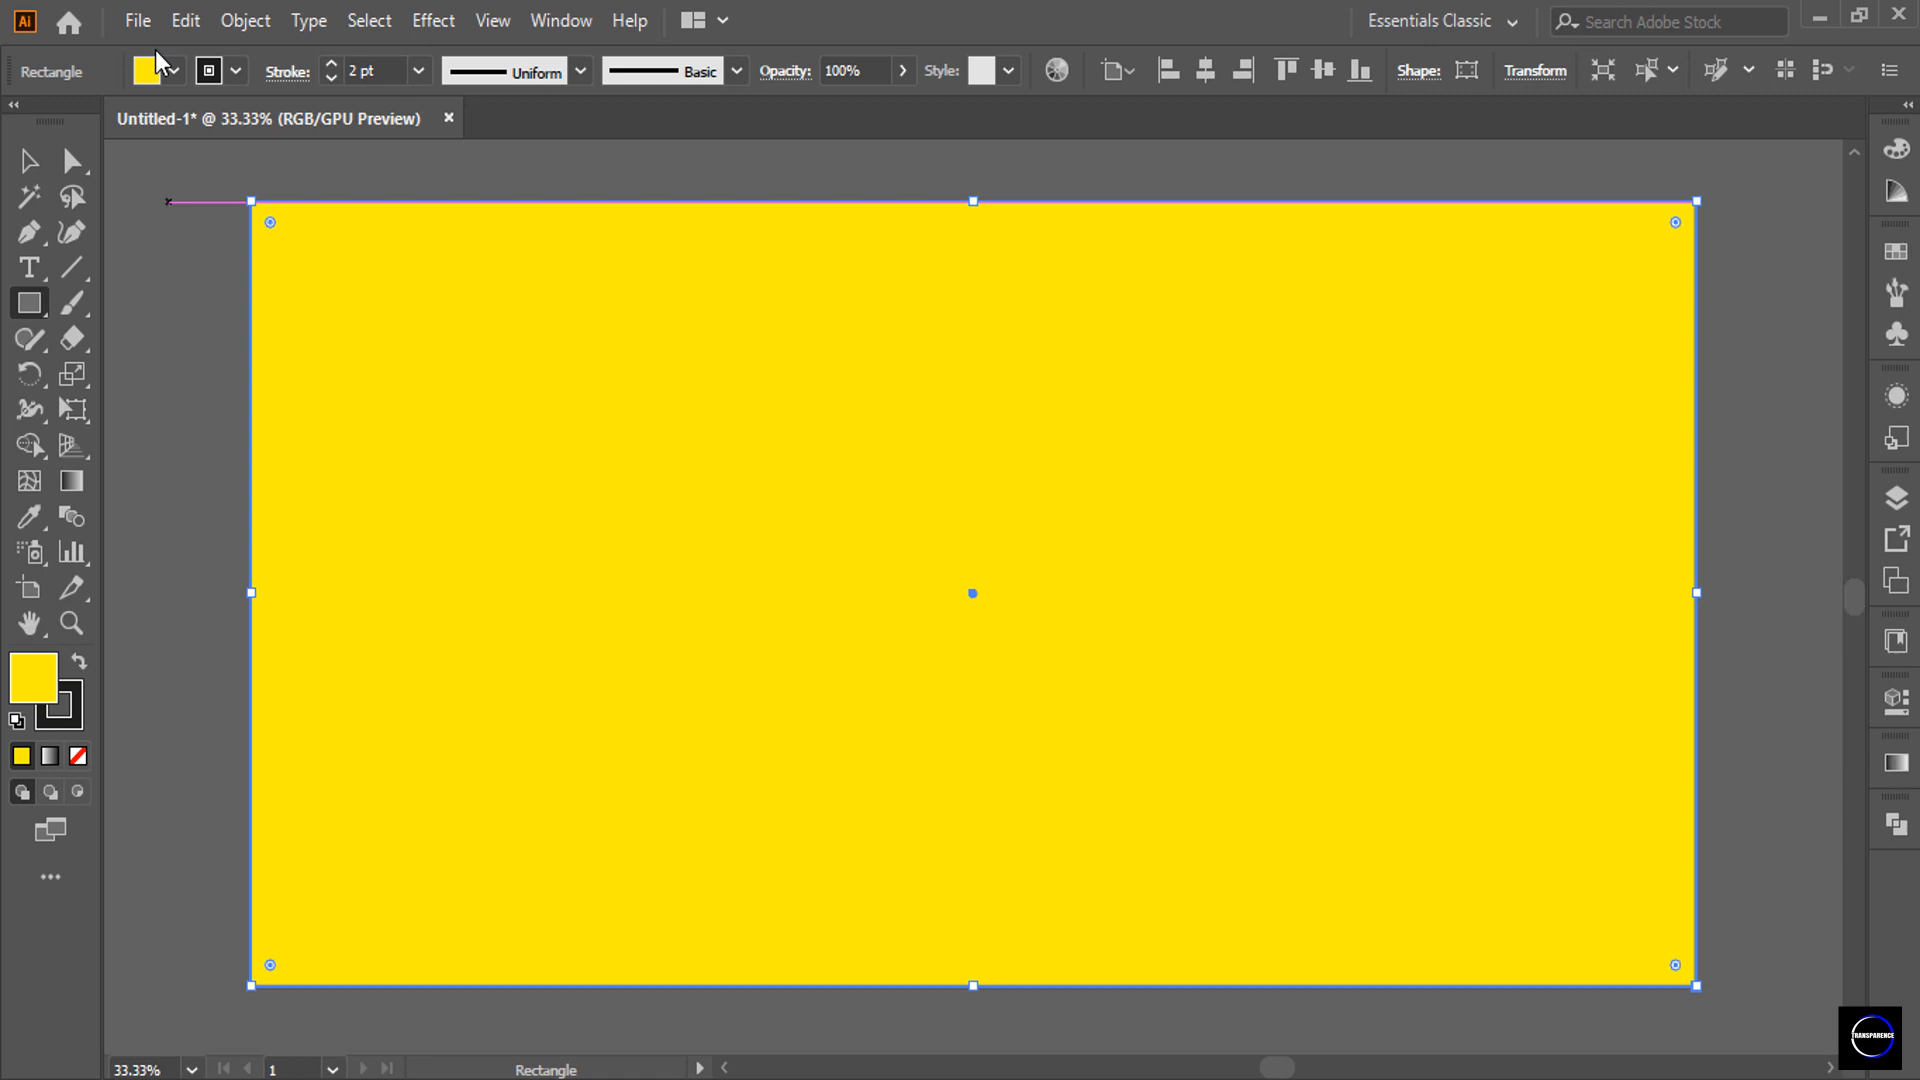 Ai File Edit Object Type Select Effect View Window Help Essentials Classic Search Adobe Stock
Rectangle Stroke: 2 pt Uniform Basic Opacity: 100% Style: Shape: Transform
Untitled-1* @ 33.33% (RGB/GPU Preview) ×
TRANSPARENCE
33.33% 1 Rectangle